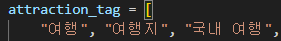 attraction_tag = [
"여행", "여행지", "국내 여행",